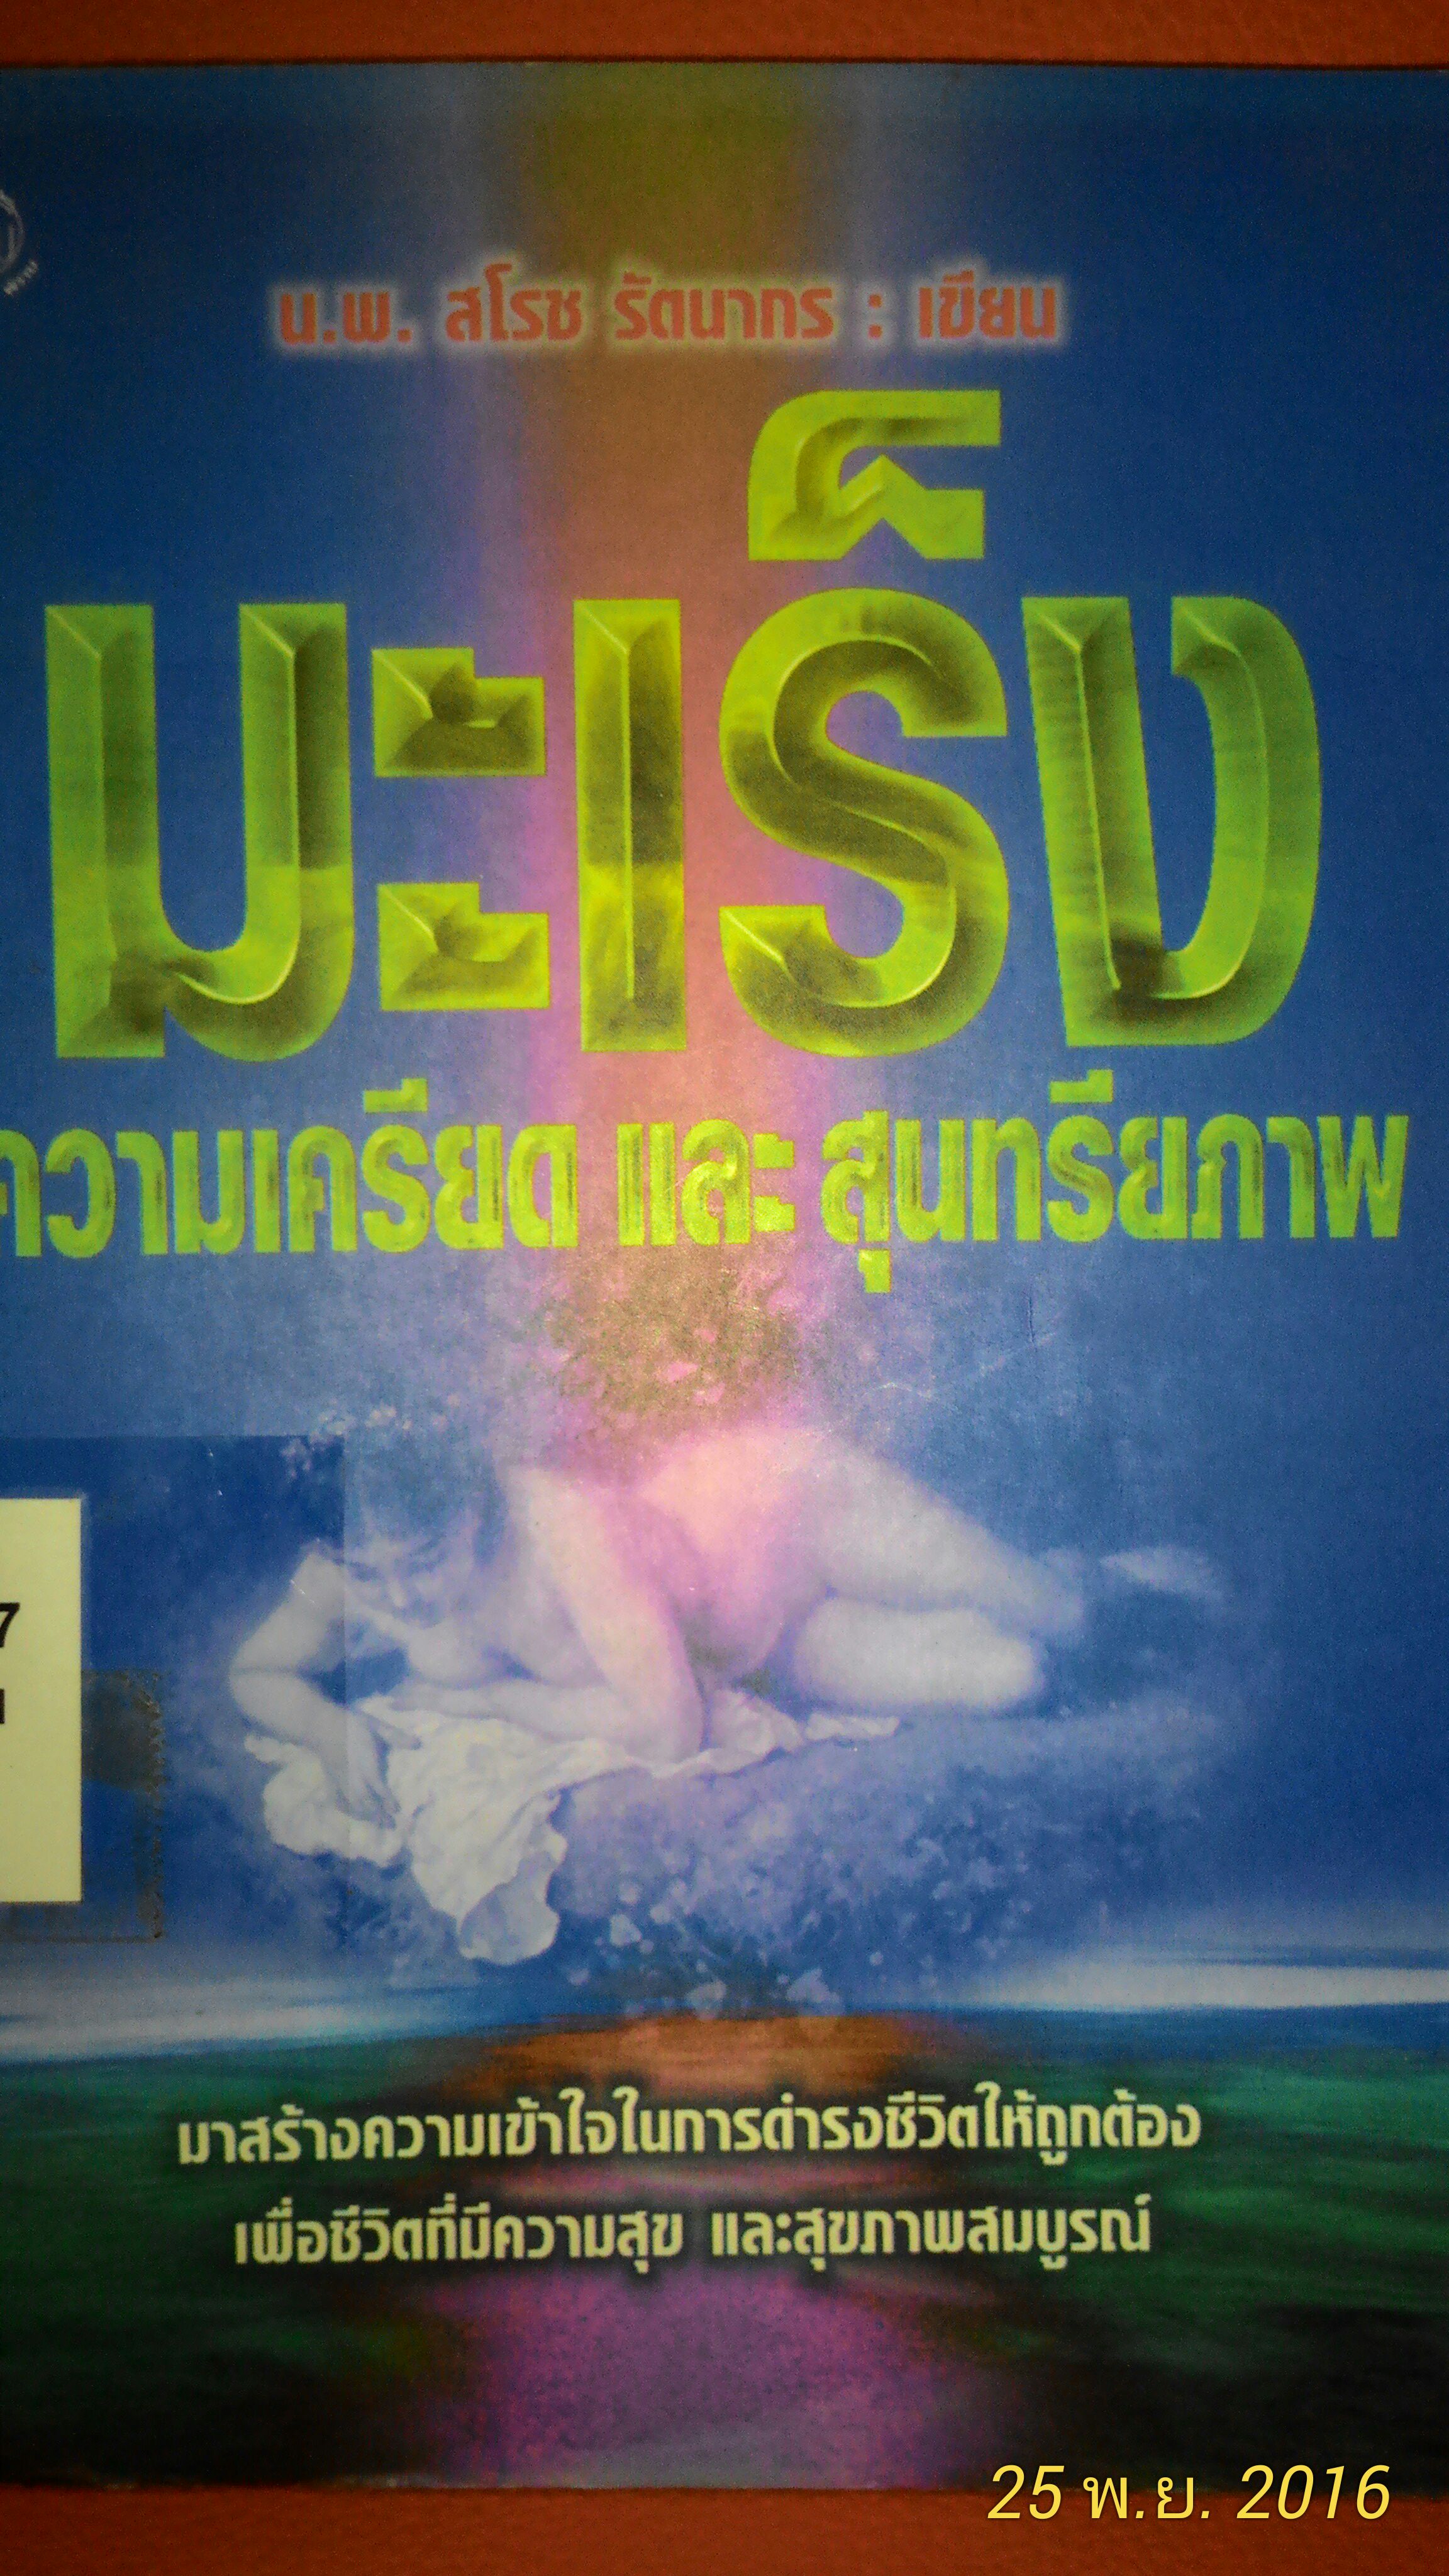 น.พ. สโรช รัตนากร : เขียน
มะเร็ง
ความเครียด และ สุนทรียภาพ
7
มาสร้างความเข้าใจในการดำรงชีวิตให้ถูกต้อง
เพื่อชีวิตที่มีความสุข และสุขภาพสมบูรณ์
25 พ.ย. 2016